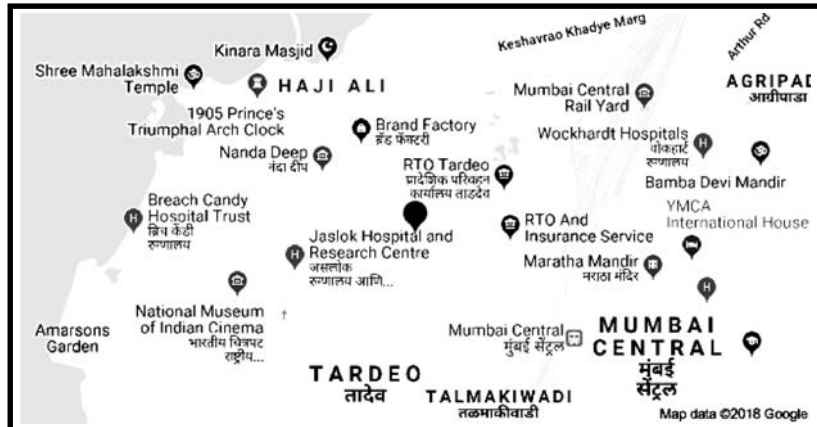 Keshavrao Khadye Marg
Arthur Rd
Kinara Masjid
Shree Mahalakshmi
Temple
HAJI ALI
AGRIPAD
आग्रीपाडा
Mumbai Central
Rail Yard
1905 Prince's
Triumphal Arch Clock
Brand Factory
ब्रँड फॅक्टरी
Wockhardt Hospitals
वोकहार्ट
रुग्णालय
Nanda Deep
नंदा दीप
RTO Tardeo
प्रादेशिक परिवहन
कार्यालय ताडदेव
Bamba Devi Mandir
YMCA
International House
Breach Candy
Hospital Trust
ब्रिच कँडी
रुग्णालय
RTO And
Insurance Service
Jaslok Hospital and
Research Centre
जसलोक
रुग्णालय आणि...
Maratha Mandir
मराठा मंदिर
National Museum
of Indian Cinema
भारतीय चित्रपट
राष्ट्रीय...
Amarsons
Garden
Mumbai Central
मुंबई सेंट्रल
MUMBAI
CENTRAL
मुंबई
सेंट्रल
TARDEO
तादेव
TALMAKIWADI
तळमाकीवाडी
Map data ©2018 Google